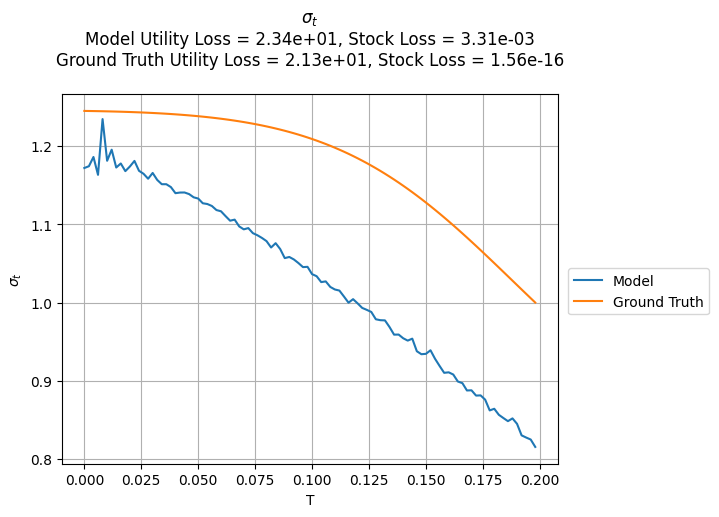 σt
Model Utility Loss = 2.34e+01, Stock Loss = 3.31e-03
Ground Truth Utility Loss = 2.13e+01, Stock Loss = 1.56e-16
1.2
1.1
1.0
0.9
0.8
σt
0.000 0.025 0.050 0.075 0.100 0.125 0.150 0.175 0.200
T
Model
Ground Truth